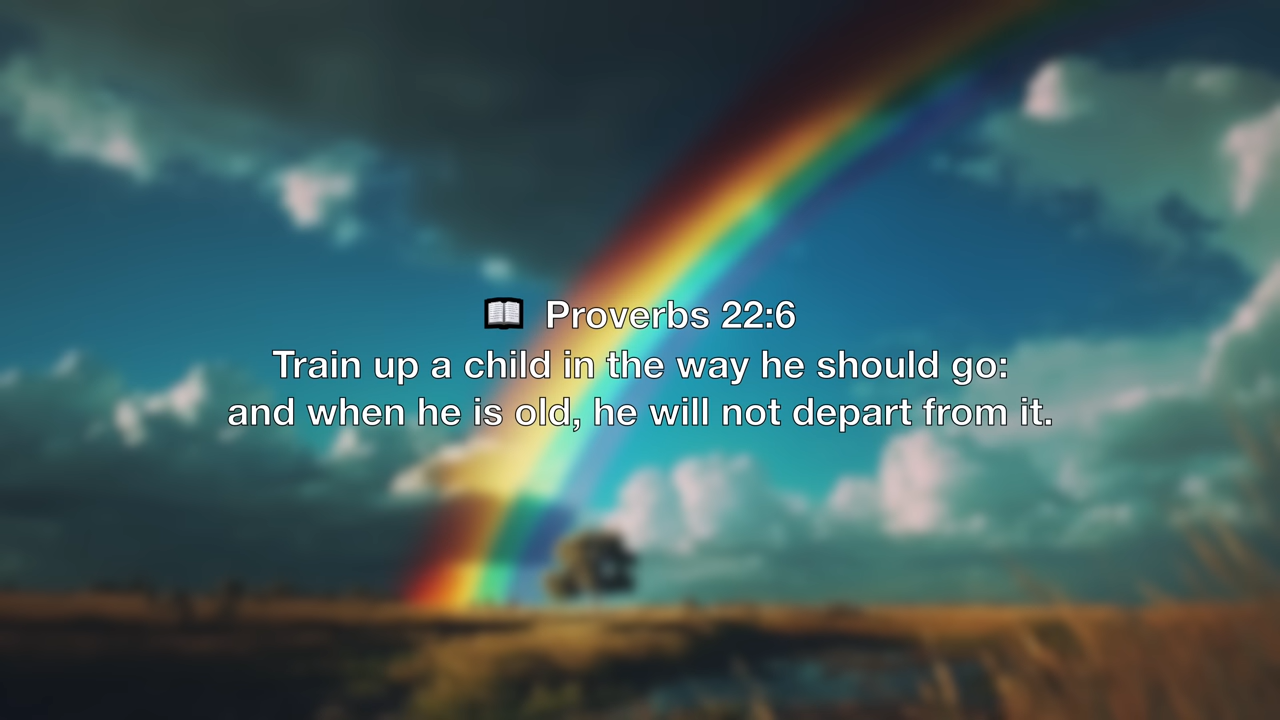 📖 Proverbs 22:6
Train up a child in the way he should go:
and when he is old, he will not depart from it.